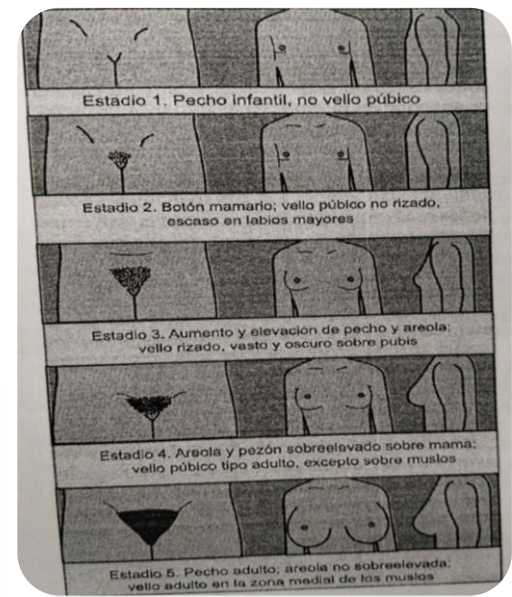 Estadio 1. Pecho infantil, no vello púbico
Estadio 2. Botón mamario; vello púbico no rizado,
escaso en labios mayores
Estadio 3. Aumento y elevación de pecho y areola;
vello rizado, vasto y oscuro sobre pubis
Estadio 4. Areola y pezón sobreelevado sobre mama;
vello púbico tipo adulto, excepto sobre muslos
Estadio 5. Pecho adulto; areola no sobreelevada;
vello adulto en la zona medial de los muslos